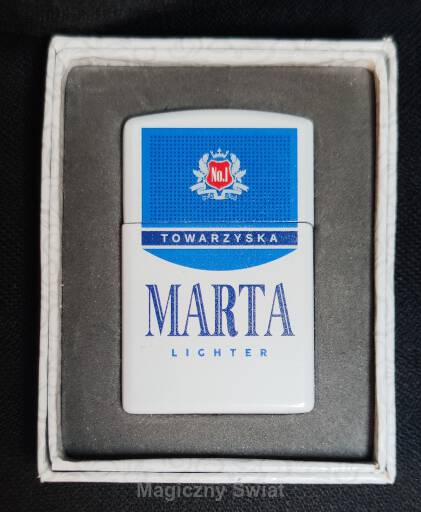 No.1
TOWARZYSKA
MARTA
LIGHTER
Magiczny Świat